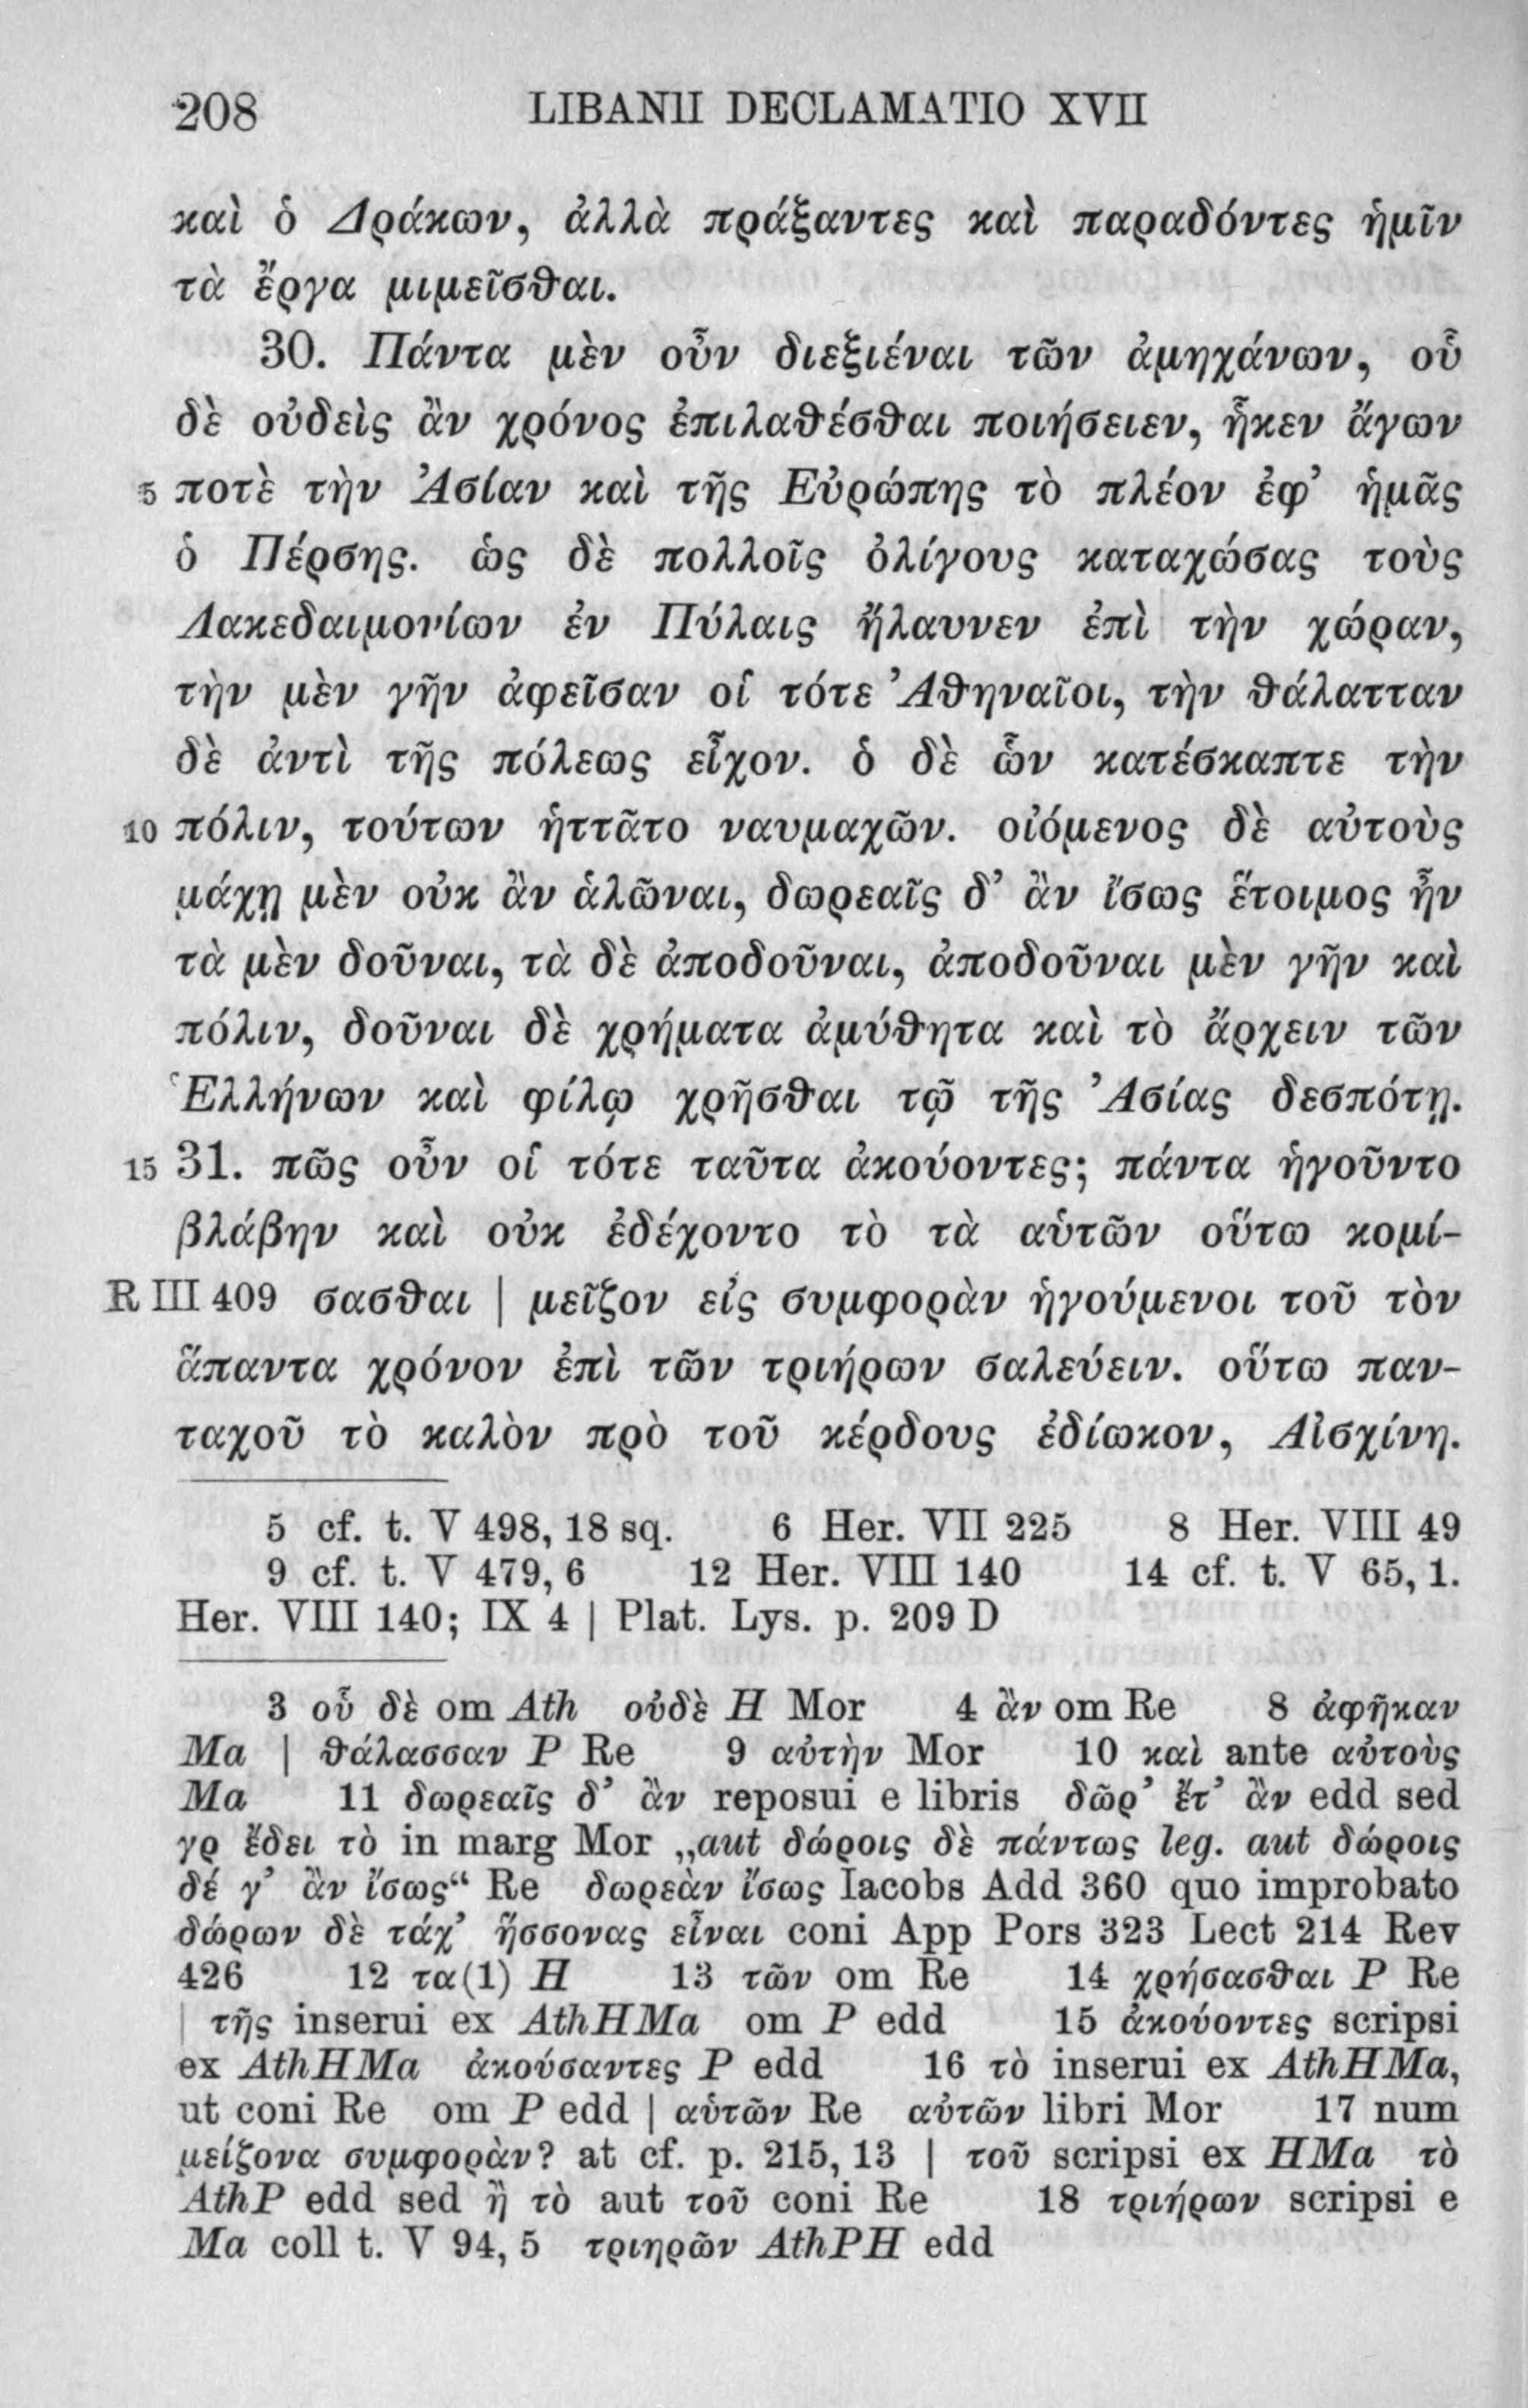 208 LIBANII DECLAMATIO XVII
καὶ ὁ Δράκων, ἀλλὰ πράξαντες καὶ παραδόντες ἡμῖν
τὰ ἔργα μιμεῖσθαι.
30. Πάντα μὲν οὖν διεξιέναι τῶν ἀμηχάνων, οὗ
δὲ οὐδεὶς ἂν χρόνος ἐπιλαθέσθαι ποιήσειεν, ἧκεν ἄγων
5 ποτὲ τὴν Ἀσίαν καὶ τῆς Εὐρώπης τὸ πλέον ἐφ’ ἡμᾶς
ὁ Πέρσης. ὡς δὲ πολλοῖς ὀλίγους καταχώσας τοὺς
Λακεδαιμονίων ἐν Πύλαις ἤλαυνεν ἐπὶ τὴν χώραν,
τὴν μὲν γῆν ἀφεῖσαν οἱ τότε Ἀθηναῖοι, τὴν θάλατταν
δὲ ἀντὶ τῆς πόλεως εἶχον. ὁ δὲ ὧν κατέσκαπτε τὴν
10 πόλιν, τούτων ἡττᾶτο ναυμαχῶν. οἰόμενος δὲ αὐτοὺς
μάχῃ μὲν οὐκ ἂν ἁλῶναι, δωρεαῖς δ’ ἂν ἴσως ἕτοιμος ἦν
τὰ μὲν δοῦναι, τὰ δὲ ἀποδοῦναι, ἀποδοῦναι μὲν γῆν καὶ
πόλιν, δοῦναι δὲ χρήματα ἀμύθητα καὶ τὸ ἄρχειν τῶν
Ἑλλήνων καὶ φίλῳ χρῆσθαι τῷ τῆς Ἀσίας δεσπότῃ.
15 31. πῶς οὖν οἱ τότε ταῦτα ἀκούοντες; πάντα ἡγοῦντο
βλάβην καὶ οὐκ ἐδέχοντο τὸ τὰ αὑτῶν οὕτω κομί-
R III 409 σασθαι | μεῖζον εἰς συμφορὰν ἡγούμενοι τοῦ τὸν
ἅπαντα χρόνον ἐπὶ τῶν τριήρων σαλεύειν. οὕτω παν-
ταχοῦ τὸ καλὸν πρὸ τοῦ κέρδους ἐδίωκον, Αἰσχίνη.
5 cf. t. V 498, 18 sq. 6 Her. VII 225 8 Her. VIII 49
9 cf. t. V 479, 6 12 Her. VIII 140 14 cf. t. V 65, 1.
Her. VIII 140; IX 4 | Plat. Lys. p. 209 D
3 οὗ δὲ om Ath οὐδὲ H Mor 4 ἂν om Re 8 ἀφῆκαν
Ma | θάλασσαν P Re 9 αὐτὴν Mor 10 καὶ ante αὐτοὺς
Ma 11 δωρεαῖς δ’ ἂν reposui e libris δῶρ’ ἔτ’ ἂν edd sed
γρ ἔδει τὸ in marg Mor „aut δώροις δὲ πάντως leg. aut δώροις
δέ γ’ ἂν ἴσως“ Re δωρεὰν ἴσως Iacobs Add 360 quo improbato
δώρων δὲ τάχ’ ἥσσονας εἶναι coni App Pors 323 Lect 214 Rev
426 12 τα(1) H 13 τῶν om Re 14 χρήσασθαι P Re
| τῆς inserui ex AthHMa om P edd 15 ἀκούοντες scripsi
ex AthHMa ἀκούσαντες P edd 16 τὸ inserui ex AthHMa,
ut coni Re om P edd | αὑτῶν Re αὐτῶν libri Mor 17 num
μείζονα συμφορὰν? at cf. p. 215, 13 | τοῦ scripsi ex HMa τὸ
AthP edd sed ἢ τὸ aut τοῦ coni Re 18 τριήρων scripsi e
Ma coll t. V 94, 5 τριηρῶν AthPH edd